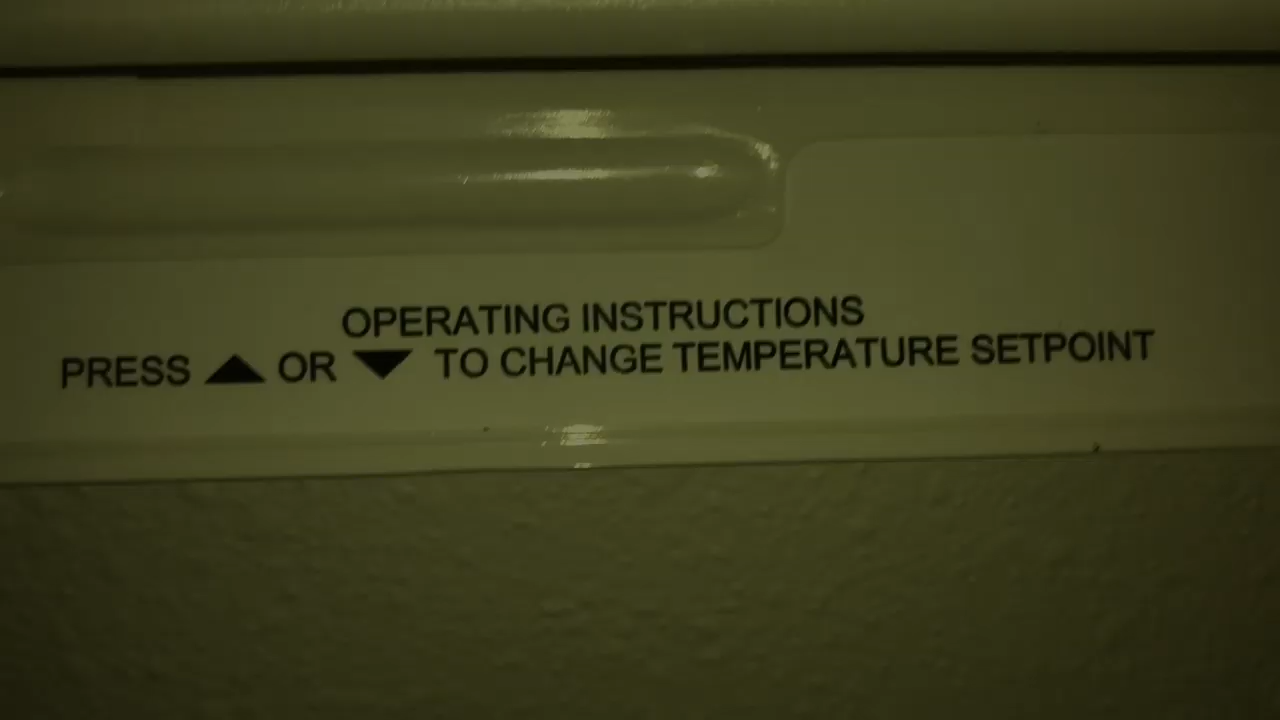 OPERATING INSTRUCTIONS
PRESS ▲ OR ▼ TO CHANGE TEMPERATURE SETPOINT